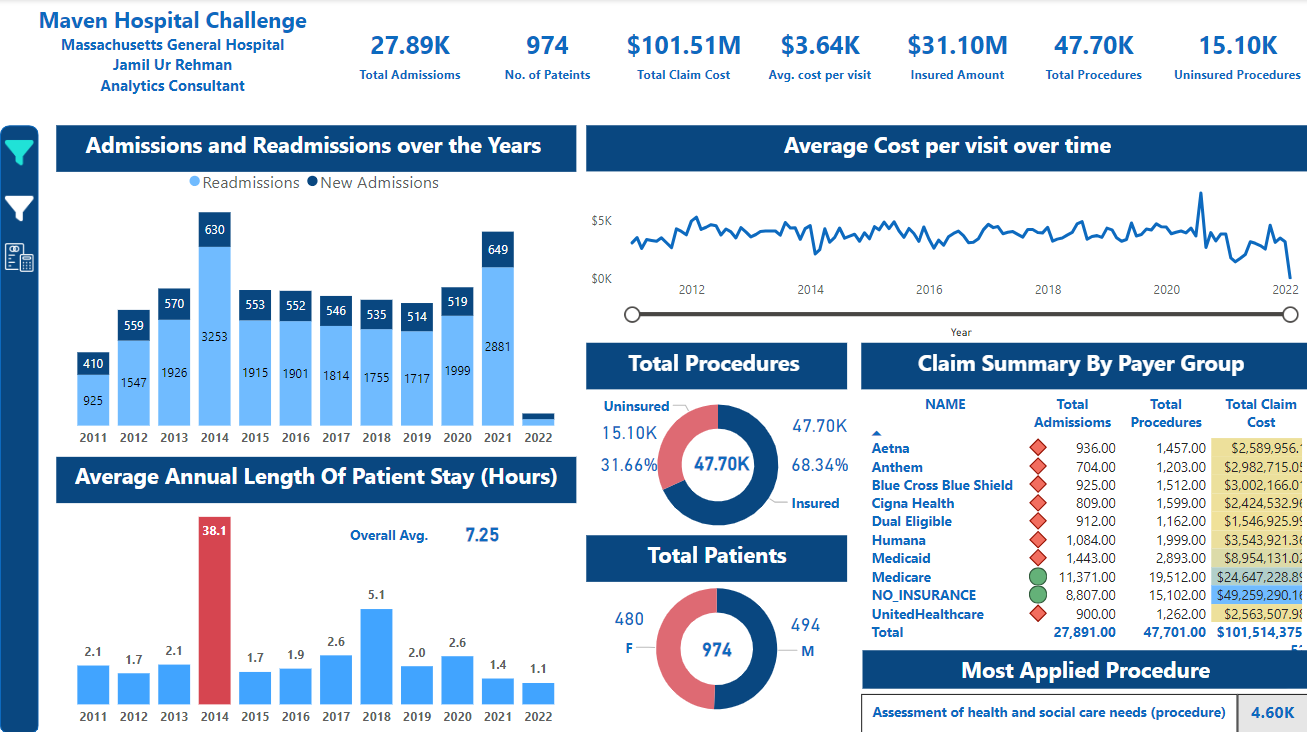 Maven Hospital Challenge
Massachusetts General Hospital
Jamil Ur Rehman
Analytics Consultant
27.89K
Total Admissioms
974
No. of Pateints
$101.51M
Total Claim Cost
$3.64K
Avg. cost per visit
$31.10M
Insured Amount
47.70K
Total Procedures
15.10K
Uninsured Procedures
Admissions and Readmissions over the Years
Readmissions New Admissions
630
649
570
559
553
552
546
535
514
519
410
3253
2881
1547
1926
1915
1901
1814
1755
1717
1999
925
2011 2012 2013 2014 2015 2016 2017 2018 2019 2020 2021 2022
Average Annual Length Of Patient Stay (Hours)
Overall Avg. 7.25
2.1 1.7 2.1 38.1 1.7 1.9 2.6 5.1 2.0 2.6 1.4 1.1
2011 2012 2013 2014 2015 2016 2017 2018 2019 2020 2021 2022
Average Cost per visit over time
$5K
$0K
2012 2014 2016 2018 2020 2022
Year
Total Procedures
Uninsured
15.10K
31.66%
47.70K
47.70K
68.34%
Insured
Total Patients
480
F
974
494
M
Claim Summary By Payer Group
NAME Total Admissioms Total Procedures Total Claim Cost
Aetna 936.00 1,457.00 $2,589,956.
Anthem 704.00 1,203.00 $2,982,715.05
Blue Cross Blue Shield 925.00 1,512.00 $3,002,166.01
Cigna Health 809.00 1,599.00 $2,424,532.96
Dual Eligible 912.00 1,162.00 $1,546,925.99
Humana 1,084.00 1,999.00 $3,543,921.36
Medicaid 1,443.00 2,893.00 $8,954,131.02
Medicare 11,371.00 19,512.00 $24,647,228.89
NO_INSURANCE 8,807.00 15,102.00 $49,259,290.16
UnitedHealthcare 900.00 1,262.00 $2,563,507.98
Total 27,891.00 47,701.00 $101,514,375
Most Applied Procedure
Assessment of health and social care needs (procedure) 4.60K